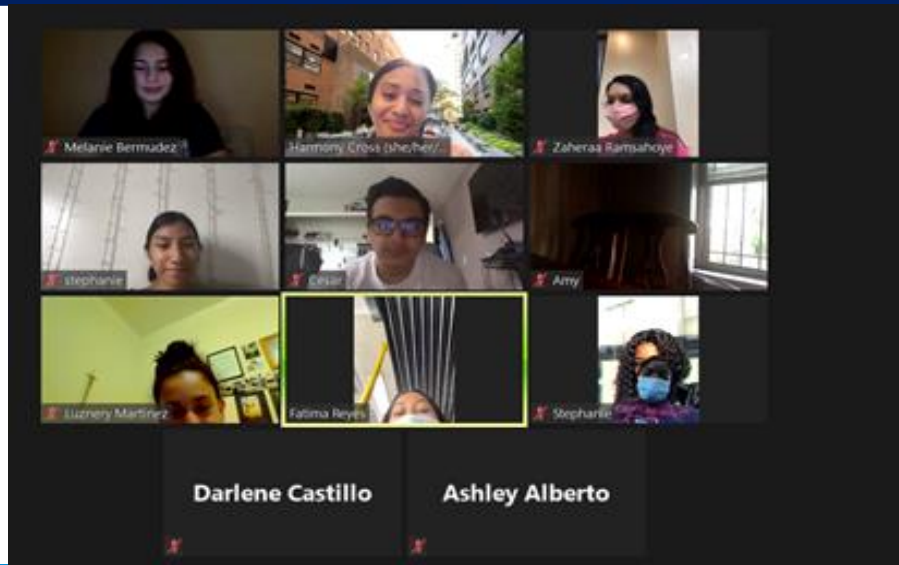 Melanie Bermudez
Harmony Cross (she/her/...
Zaheraa Ramsahoye
stephanie
Cesar
Amy
Luznery Martinez
Fatima Reyes
Stephanie
Darlene Castillo
Ashley Alberto